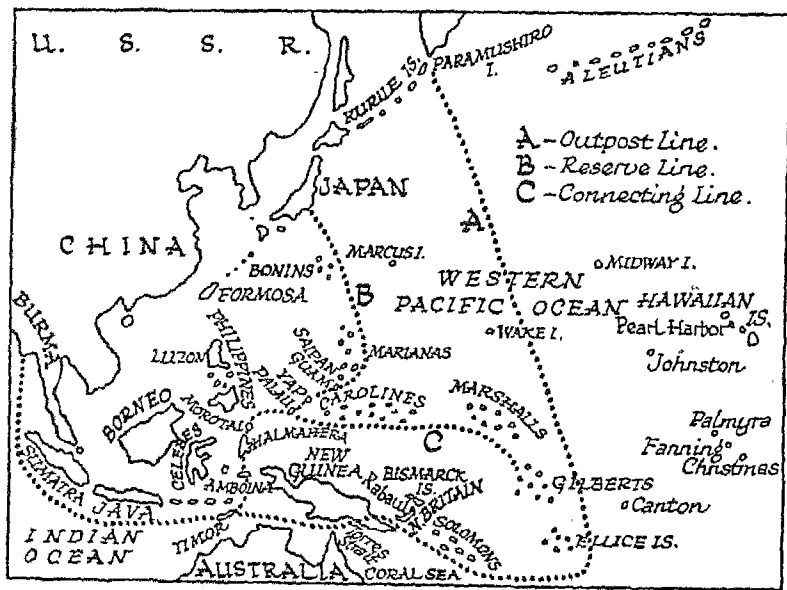 U. S. S. R.
PARAMUSHIRO
I.
ALEUTIANS
KURILE IS.
A - Outpost Line.
B - Reserve Line.
C - Connecting Line.
JAPAN
A
CHINA
MARCUS I.
MIDWAY I.
BONINS
WESTERN
PACIFIC OCEAN
B
HAWAIIAN
IS.
FORMOSA
BURMA
WAKE I.
Pearl Harbor
PHILIPPINES
SAIPAN
GUAM
MARIANAS
Johnston
LUZON
YAP
PALAU
CAROLINES
MARSHALLS
BORNEO
MOROTAI
Palmyra
HALMAHERA
C
Fanning
Christmas
CELEBES
NEW
GUINEA
BISMARCK
IS.
SUMATRA
AMBOINA
Rabaul
N BRITAIN
GILBERTS
JAVA
Canton
INDIAN
OCEAN
TIMOR
TORRES
SOLOMONS
ELLICE IS.
AUSTRALIA
CORAL SEA